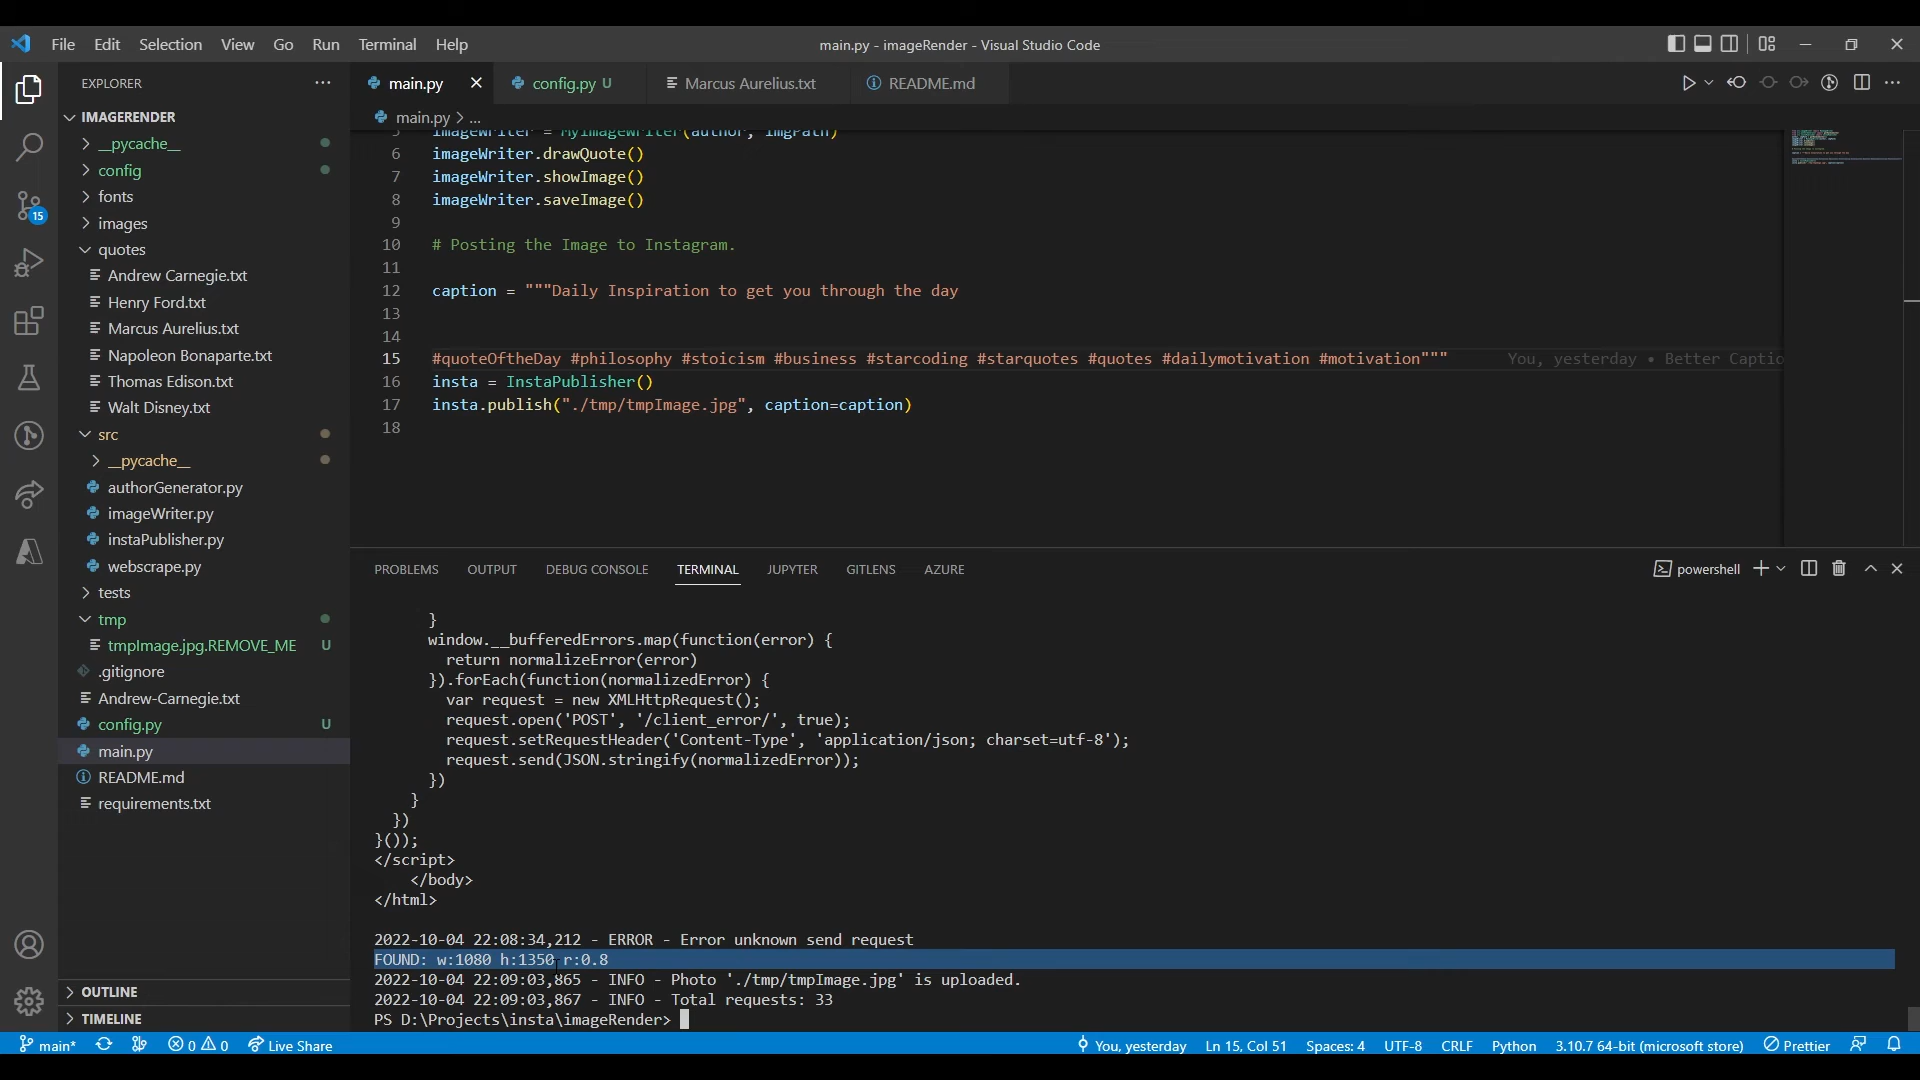 File Edit Selection View Go Run Terminal Help
main.py - imageRender - Visual Studio Code
EXPLORER
main.py
config.py U
Marcus Aurelius.txt
README.md
IMAGERENDER
__pycache__
config
fonts
images
quotes
Andrew Carnegie.txt
Henry Ford.txt
Marcus Aurelius.txt
Napoleon Bonaparte.txt
Thomas Edison.txt
Walt Disney.txt
src
__pycache__
authorGenerator.py
imageWriter.py
instaPublisher.py
webscrape.py
tests
tmp
tmpImage.jpg.REMOVE_ME U
.gitignore
Andrew-Carnegie.txt
config.py U
main.py
README.md
requirements.txt
OUTLINE
TIMELINE
15
main.py > ...
5 imageWriter = MyImageWriter(author, imgPath)
6 imageWriter.drawQuote()
7 imageWriter.showImage()
8 imageWriter.saveImage()
9
10 # Posting the Image to Instagram.
11
12 caption = """Daily Inspiration to get you through the day
13
14
15 #quoteOftheDay #philosophy #stoicism #business #starcoding #starquotes #quotes #dailymotivation #motivation""" You, yesterday • Better Captio
16 insta = InstaPublisher()
17 insta.publish("./tmp/tmpImage.jpg", caption=caption)
18
PROBLEMS OUTPUT DEBUG CONSOLE TERMINAL JUPYTER GITLENS AZURE
powershell
}
window.__bufferedErrors.map(function(error) {
return normalizeError(error)
}).forEach(function(normalizedError) {
var request = new XMLHttpRequest();
request.open('POST', '/client_error/', true);
request.setRequestHeader('Content-Type', 'application/json; charset=utf-8');
request.send(JSON.stringify(normalizedError));
})
}
})
}());
</script>
</body>
</html>
2022-10-04 22:08:34,212 - ERROR - Error unknown send request
FOUND: w:1080 h:1350 r:0.8
2022-10-04 22:09:03,865 - INFO - Photo './tmp/tmpImage.jpg' is uploaded.
2022-10-04 22:09:03,867 - INFO - Total requests: 33
PS D:\Projects\insta\imageRender>
main* 0 0 Live Share
You, yesterday Ln 15, Col 51 Spaces: 4 UTF-8 CRLF Python 3.10.7 64-bit (microsoft store) Prettier